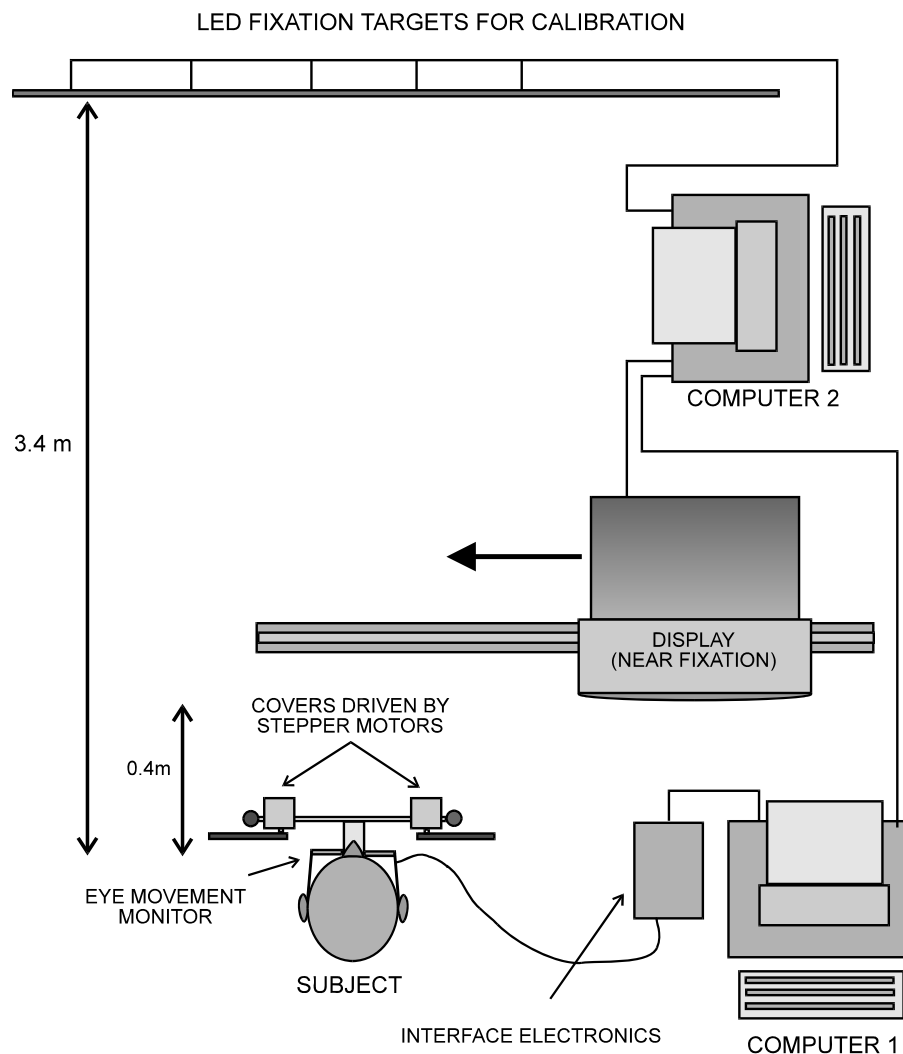 LED FIXATION TARGETS FOR CALIBRATION
COMPUTER 2
3.4 m
DISPLAY
(NEAR FIXATION)
COVERS DRIVEN BY
STEPPER MOTORS
0.4m
EYE MOVEMENT
MONITOR
SUBJECT
INTERFACE ELECTRONICS
COMPUTER 1